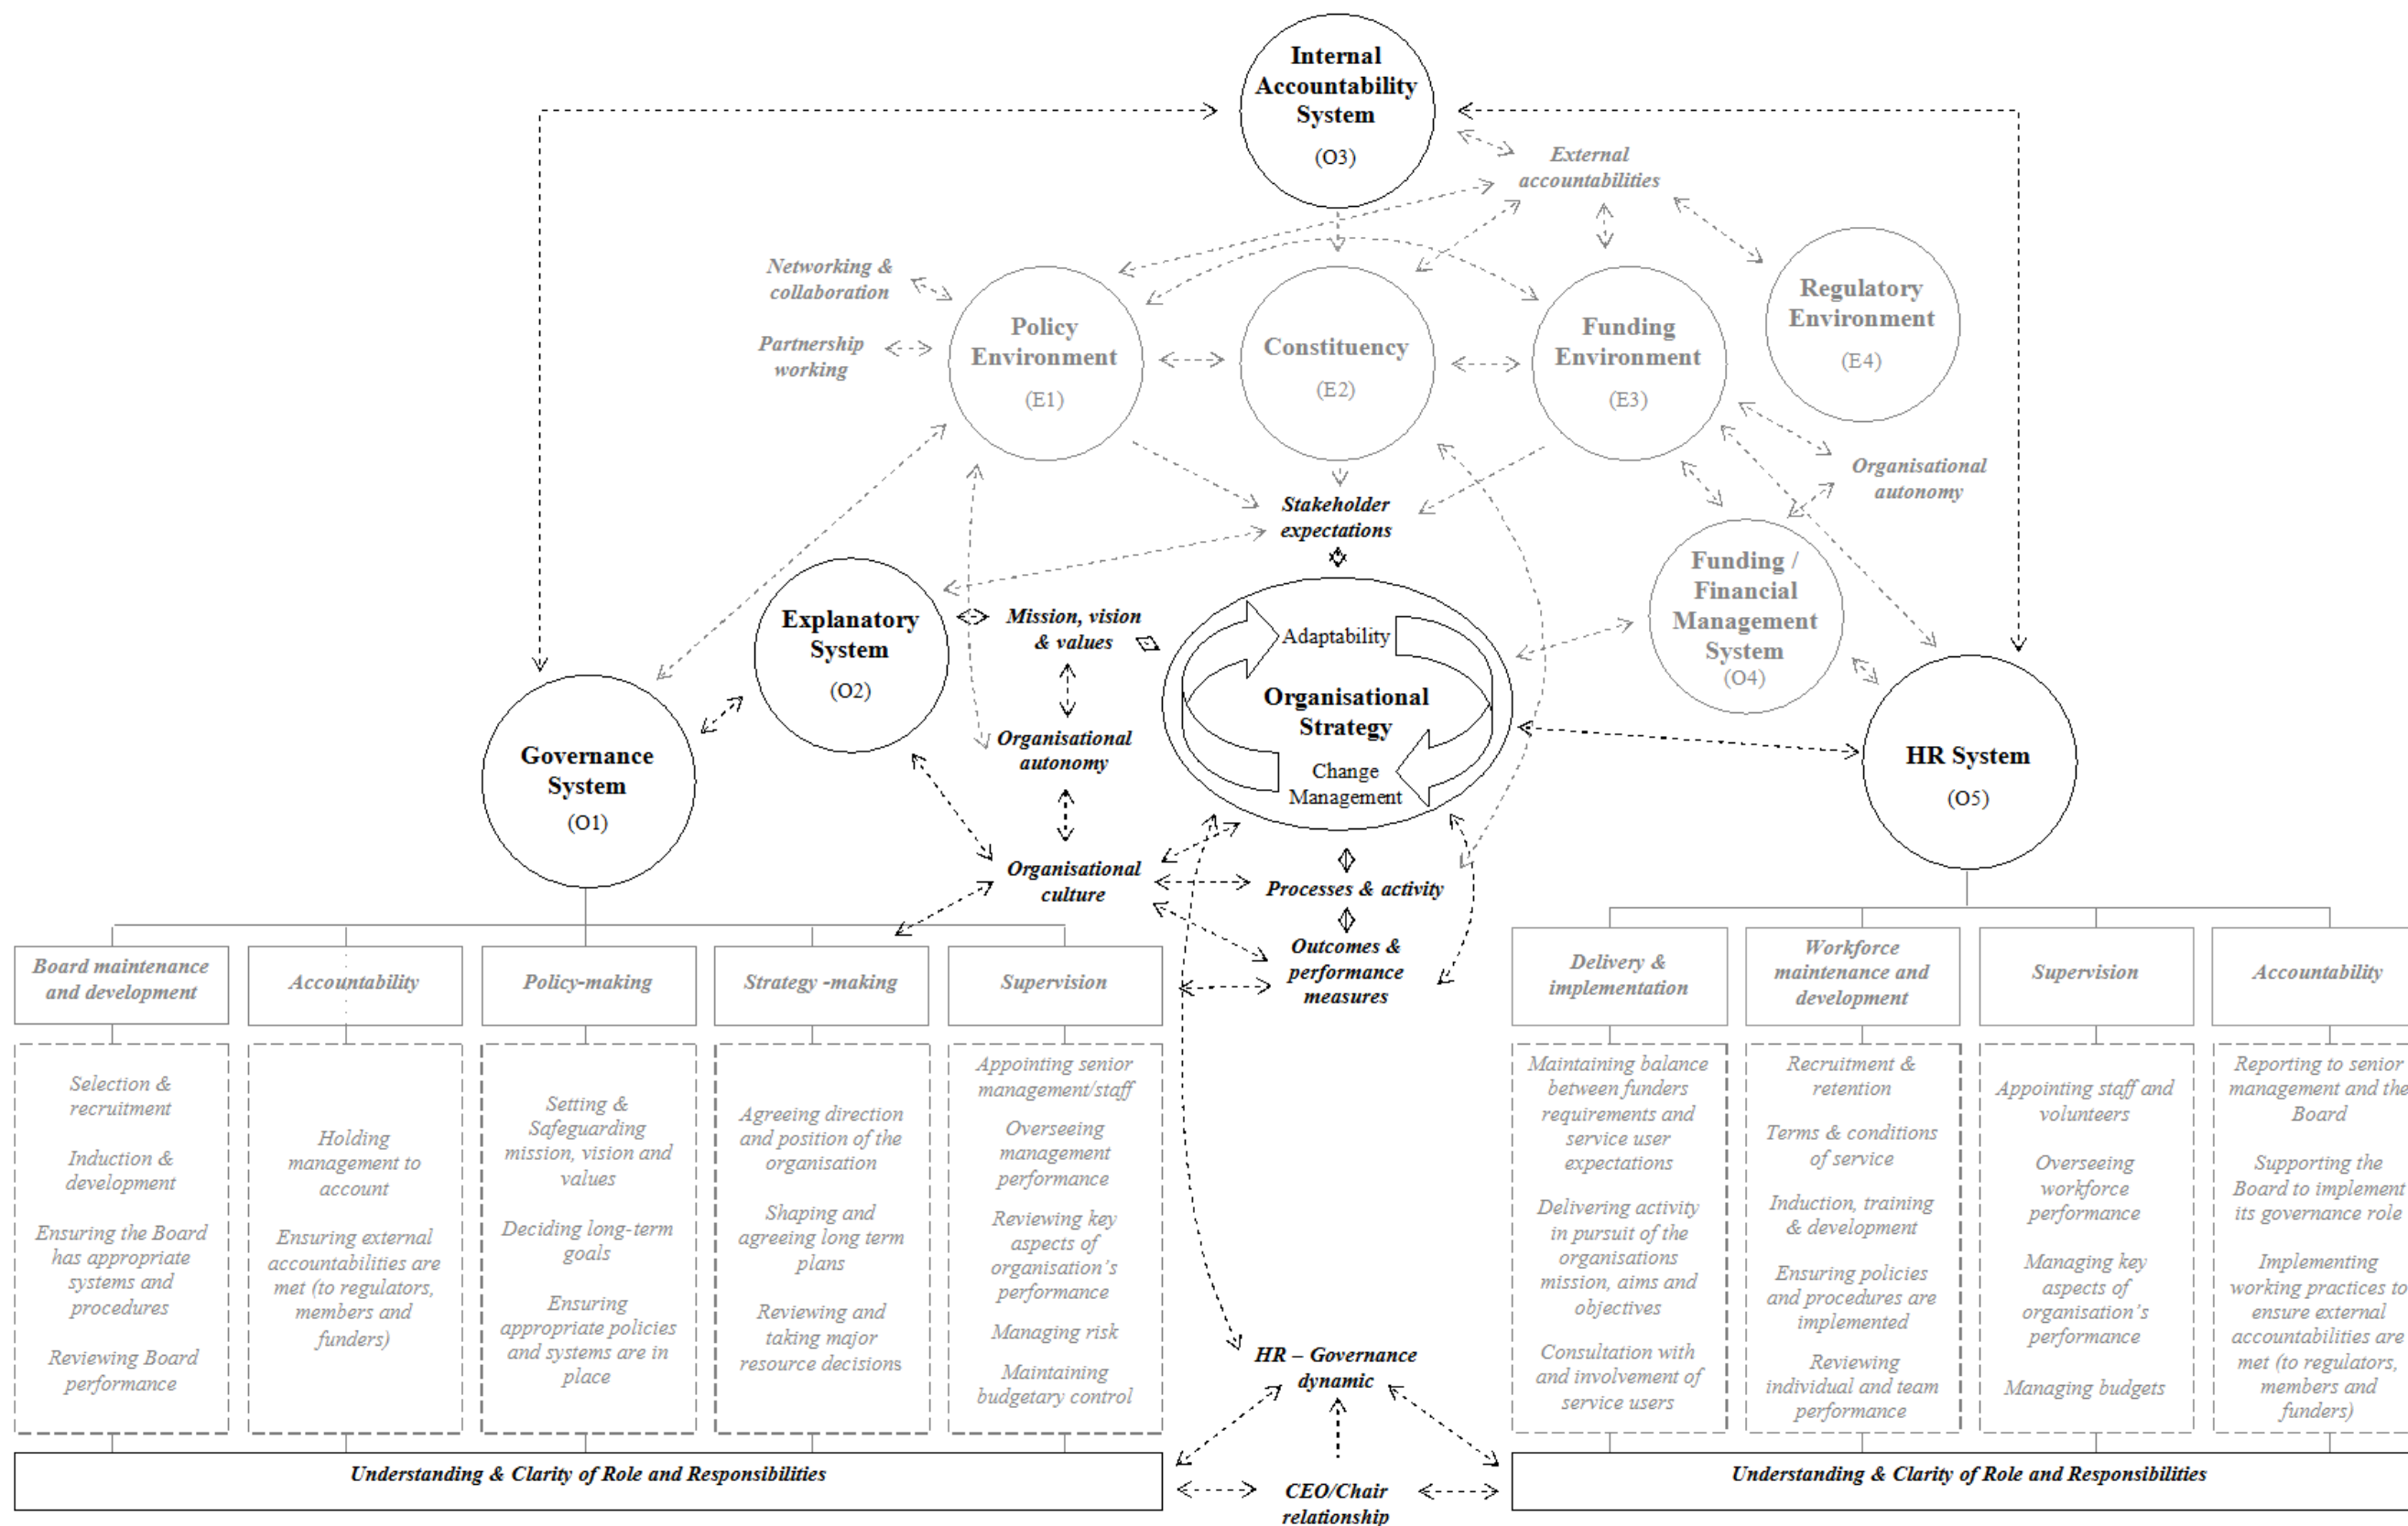 Internal
Accountability
System
(O3)
External
accountabilities
Networking &
collaboration
Partnership
working
Policy
Environment
(E1)
Constituency
(E2)
Funding
Environment
(E3)
Regulatory
Environment
(E4)
Organisational
autonomy
Stakeholder
expectations
Explanatory
System
(O2)
Mission, vision
& values
Adaptability
Organisational
Strategy
Change
Management
Funding /
Financial
Management
System
(O4)
Governance
System
(O1)
Organisational
autonomy
HR System
(O5)
Organisational
culture
Processes & activity
Outcomes &
performance
measures
Board maintenance
and development
Accountability
Policy-making
Strategy -making
Supervision
Delivery &
implementation
Workforce
maintenance and
development
Supervision
Accountability
Selection &
recruitment
Induction &
development
Ensuring the Board
has appropriate
systems and
procedures
Reviewing Board
performance
Holding
management to
account
Ensuring external
accountabilities are
met (to regulators,
members and
funders)
Setting &
Safeguarding
mission, vision and
values
Deciding long-term
goals
Ensuring
appropriate policies
and systems are in
place
Agreeing direction
and position of the
organisation
Shaping and
agreeing long term
plans
Reviewing and
taking major
resource decisions
Appointing senior
management/staff
Overseeing
management
performance
Reviewing key
aspects of
organisation's
performance
Managing risk
Maintaining
budgetary control
Maintaining balance
between funders
requirements and
service user
expectations
Delivering activity
in pursuit of the
organisations
mission, aims and
objectives
Consultation with
and involvement of
service users
Recruitment &
retention
Terms & conditions
of service
Induction, training
& development
Ensuring policies
and procedures are
implemented
Reviewing
individual and team
performance
Appointing staff and
volunteers
Overseeing
workforce
performance
Managing key
aspects of
organisation's
performance
Managing budgets
Reporting to senior
management and the
Board
Supporting the
Board to implement
its governance role
Implementing
working practices to
ensure external
accountabilities are
met (to regulators,
members and
funders)
HR – Governance
dynamic
Understanding & Clarity of Role and Responsibilities
CEO/Chair
relationship
Understanding & Clarity of Role and Responsibilities